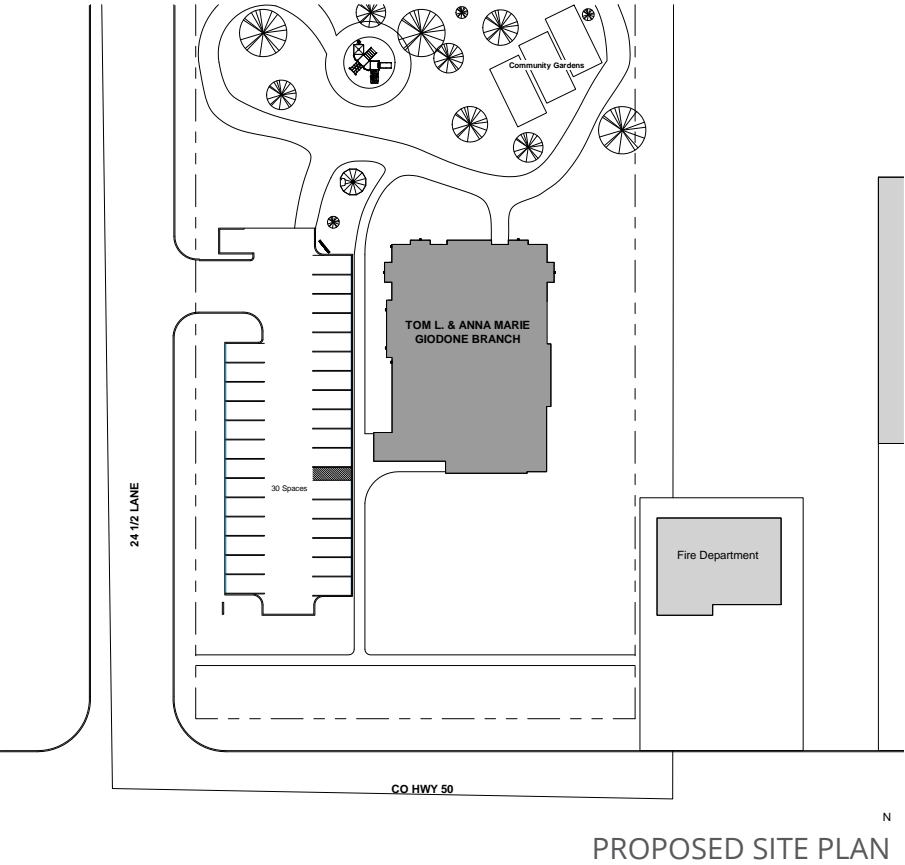 Community Gardens
TOM L. & ANNA MARIE
GIODONE BRANCH
24 1/2 LANE
30 Spaces
Fire Department
CO HWY 50
N
PROPOSED SITE PLAN